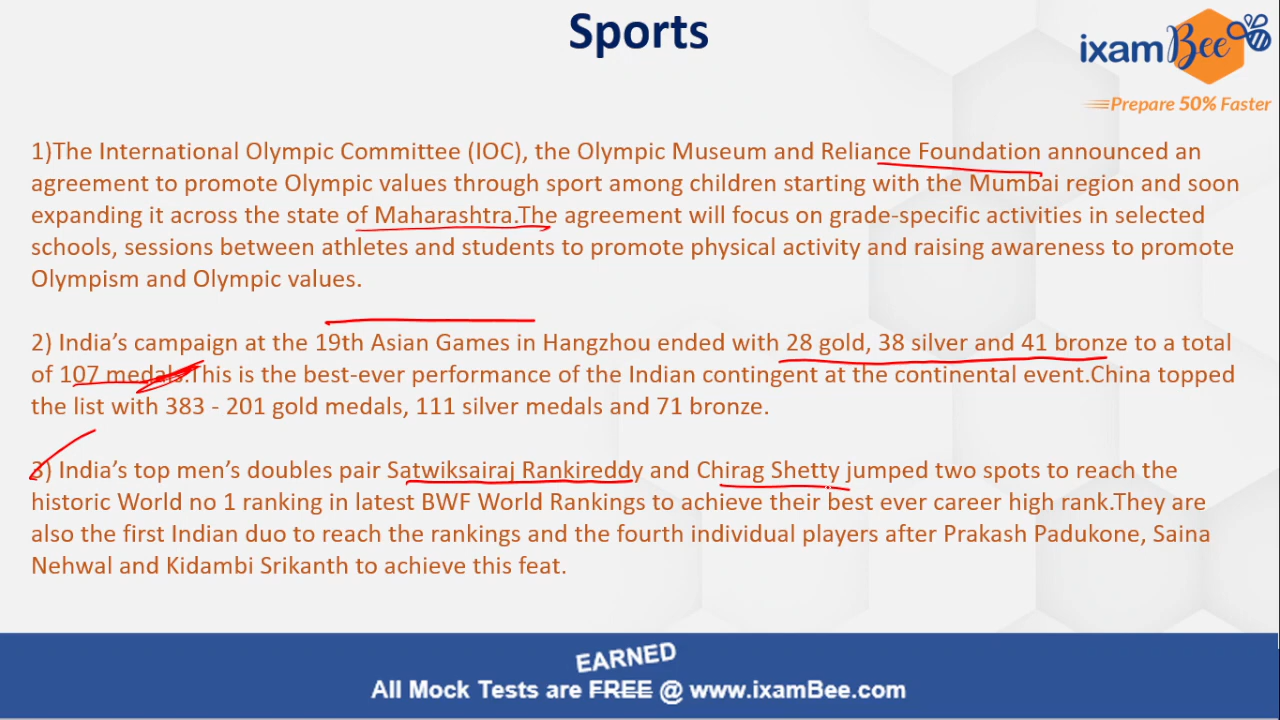 Sports
ixamBee
Prepare 50% Faster
1)The International Olympic Committee (IOC), the Olympic Museum and Reliance Foundation announced an
agreement to promote Olympic values through sport among children starting with the Mumbai region and soon
expanding it across the state of Maharashtra.The agreement will focus on grade-specific activities in selected
schools, sessions between athletes and students to promote physical activity and raising awareness to promote
Olympism and Olympic values.
2) India’s campaign at the 19th Asian Games in Hangzhou ended with 28 gold, 38 silver and 41 bronze to a total
of 107 medals.This is the best-ever performance of the Indian contingent at the continental event.China topped
the list with 383 - 201 gold medals, 111 silver medals and 71 bronze.
3) India’s top men’s doubles pair Satwiksairaj Rankireddy and Chirag Shetty jumped two spots to reach the
historic World no 1 ranking in latest BWF World Rankings to achieve their best ever career high rank.They are
also the first Indian duo to reach the rankings and the fourth individual players after Prakash Padukone, Saina
Nehwal and Kidambi Srikanth to achieve this feat.
EARNED
All Mock Tests are FREE @ www.ixamBee.com